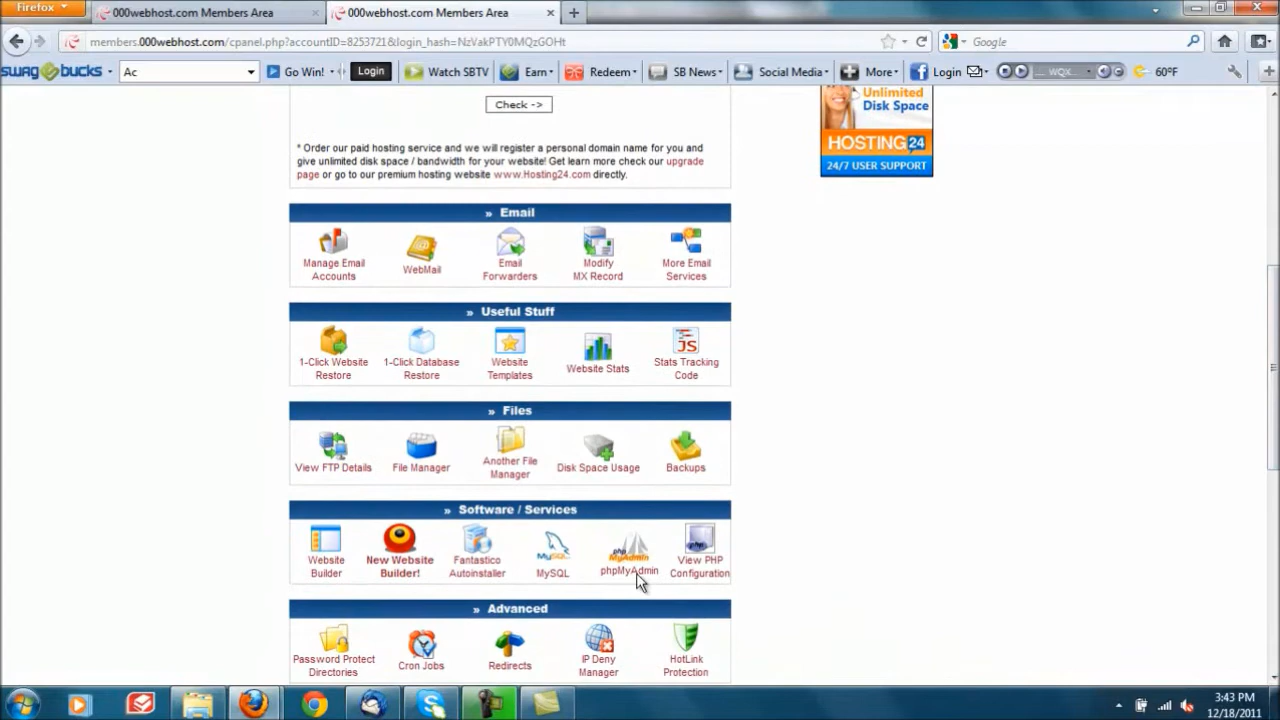 Firefox
000webhost.com Members Area
000webhost.com Members Area
members.000webhost.com/cpanel.php?accountID=8253721&login_hash=NzVakPTY0MQzGOHt
Google
swagbucks
Ac
Go Win!
Login
Watch SBTV
Earn
Redeem
SB News
Social Media
More
Login
WQX
60°F
Check ->
Unlimited
Disk Space
HOSTING 24
24/7 USER SUPPORT
* Order our paid hosting service and we will register a personal domain name for you and
give unlimited disk space / bandwidth for your website! Get learn more check our upgrade
page or go to our premium hosting website www.Hosting24.com directly.
» Email
Manage Email
Accounts
WebMail
Email
Forwarders
Modify
MX Record
More Email
Services
» Useful Stuff
JS
1-Click Website
Restore
1-Click Database
Restore
Website
Templates
Website Stats
Stats Tracking
Code
» Files
View FTP Details
File Manager
Another File
Manager
Disk Space Usage
Backups
» Software / Services
Website
Builder
New Website
Builder!
Fantastico
Autoinstaller
MySQL
MySQL
php
MyAdmin
phpMyAdmin
php
View PHP
Configuration
» Advanced
Password Protect
Directories
Cron Jobs
Redirects
IP Deny
Manager
HotLink
Protection
3:43 PM
12/18/2011